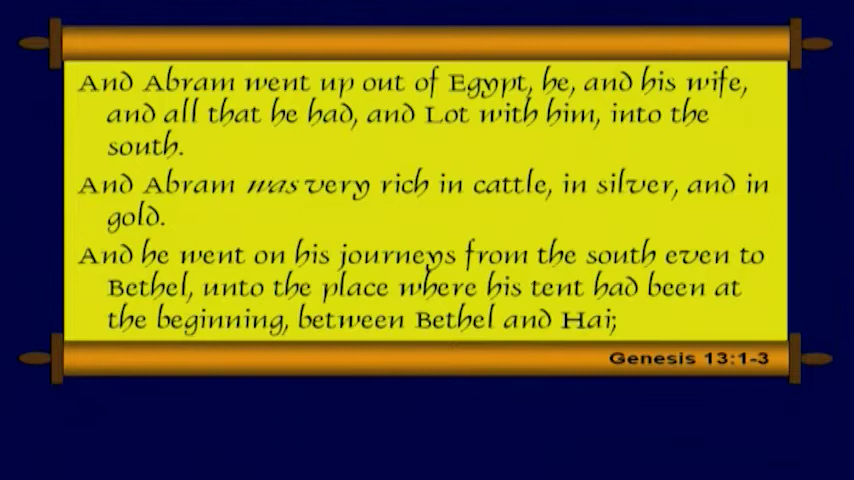 And Abram went up out of Egypt, he, and his wife,
and all that he had, and Lot with him, into the
south.
And Abram was very rich in cattle, in silver, and in
gold.
And he went on his journeys from the south even to
Bethel, unto the place where his tent had been at
the beginning, between Bethel and Hai;
Genesis 13:1-3